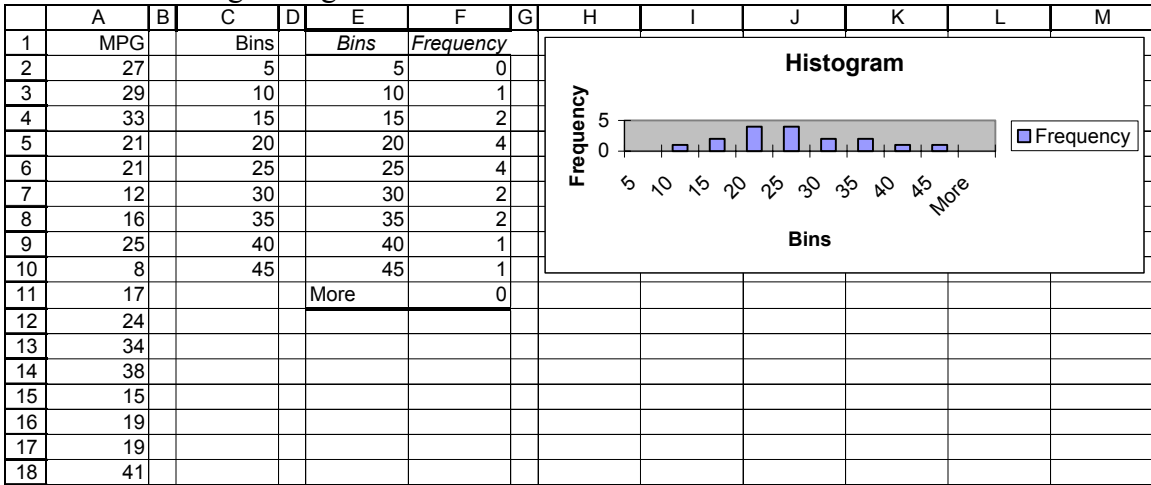 A B C D E F G H I J K L M
1 MPG Bins Bins Frequency
2 27 5 5 0
3 29 10 10 1
4 33 15 15 2
5 21 20 20 4
6 21 25 25 4
7 12 30 30 2
8 16 35 35 2
9 25 40 40 1
10 8 45 45 1
11 17 More 0
12 24
13 34
14 38
15 15
16 19
17 19
18 41
Histogram
Frequency
5
0
5 10 15 20 25 30 35 40 45 More
Bins
Frequency